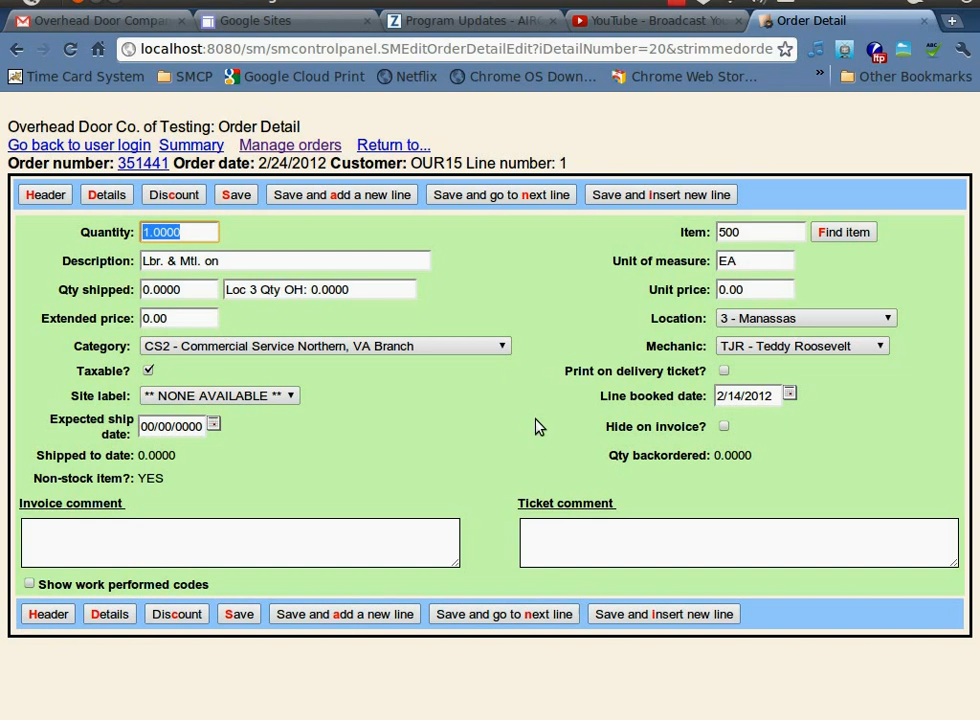 Overhead Door Compan Google Sites Program Updates - AIRO YouTube - Broadcast You Order Detail
localhost:8080/sm/smcontrolpanel.SMEditOrderDetailEdit?iDetailNumber=20&strimmedorde
Time Card System SMCP Google Cloud Print Netflix Chrome OS Down... Chrome Web Stor... » Other Bookmarks
Overhead Door Co. of Testing: Order Detail
Go back to user login Summary Manage orders Return to...
Order number: 351441 Order date: 2/24/2012 Customer: OUR15 Line number: 1
Header Details Discount Save Save and add a new line Save and go to next line Save and Insert new line
Quantity: 1.0000 Item: 500 Find item
Description: Lbr. & Mtl. on Unit of measure: EA
Qty shipped: 0.0000 Loc 3 Qty OH: 0.0000 Unit price: 0.00
Extended price: 0.00 Location: 3 - Manassas
Category: CS2 - Commercial Service Northern, VA Branch Mechanic: TJR - Teddy Roosevelt
Taxable? Print on delivery ticket?
Site label: ** NONE AVAILABLE ** Line booked date: 2/14/2012
Expected ship
date: 00/00/0000 Hide on invoice?
Shipped to date: 0.0000 Qty backordered: 0.0000
Non-stock item?: YES
Invoice comment Ticket comment
Show work performed codes
Header Details Discount Save Save and add a new line Save and go to next line Save and insert new line